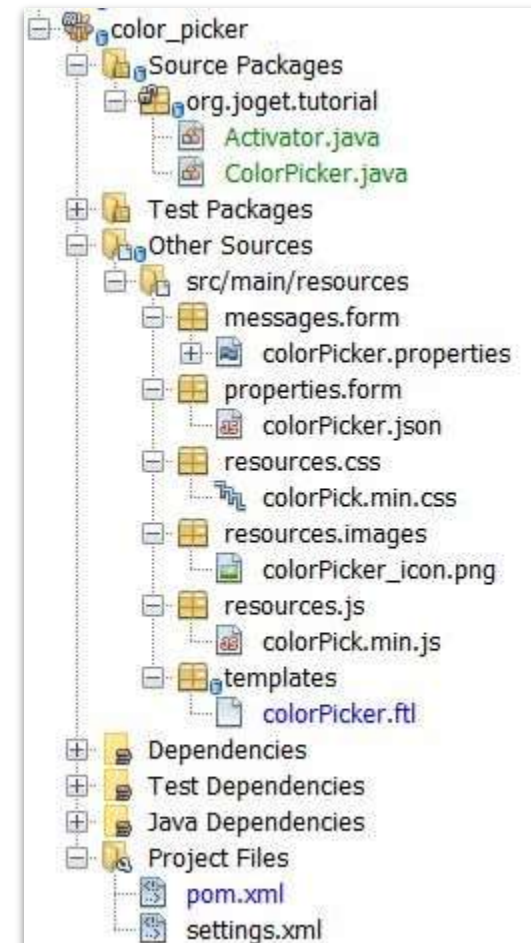 color_picker
Source Packages
org.joget.tutorial
Activator.java
ColorPicker.java
Test Packages
Other Sources
src/main/resources
messages.form
colorPicker.properties
properties.form
colorPicker.json
resources.css
colorPick.min.css
resources.images
colorPicker_icon.png
resources.js
colorPick.min.js
templates
colorPicker.ftl
Dependencies
Test Dependencies
Java Dependencies
Project Files
pom.xml
settings.xml